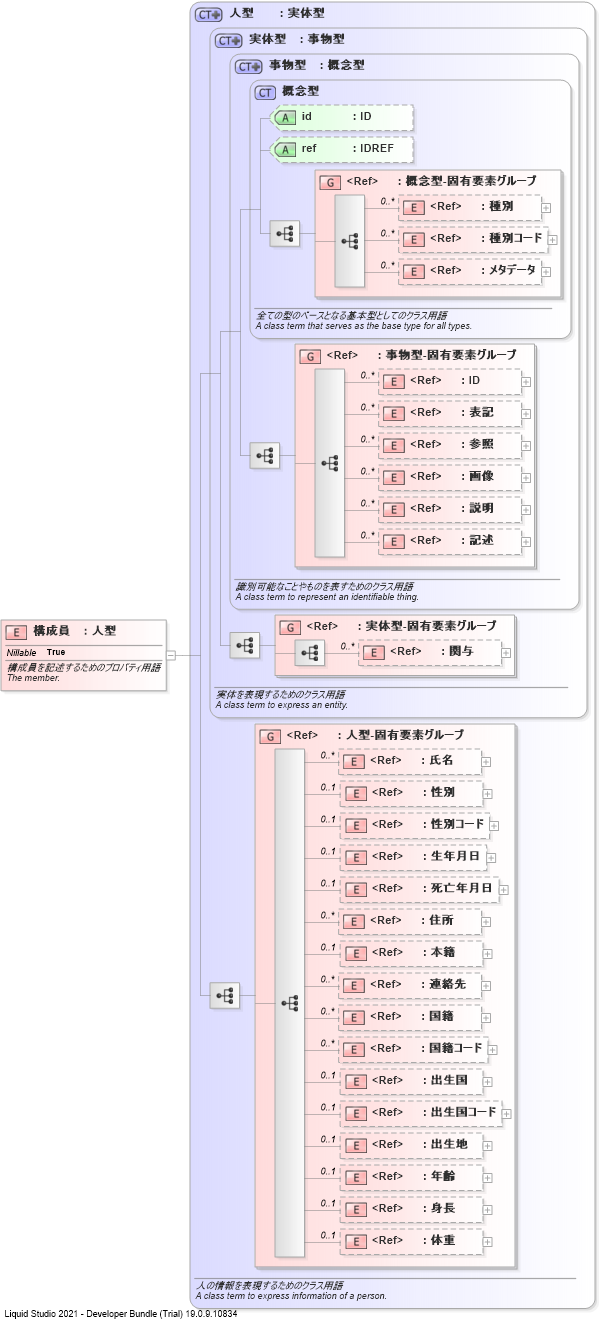 CT 人型 : 実体型
CT 実体型 : 事物型
CT 事物型 : 概念型
CT 概念型
A id : ID
A ref : IDREF
G <Ref> : 概念型-固有要素グループ
0..* E <Ref> : 種別
0..* E <Ref> : 種別コード
0..* E <Ref> : メタデータ
全ての型のベースとなる基本型としてのクラス用語
A class term that serves as the base type for all types.
G <Ref> : 事物型-固有要素グループ
0..* E <Ref> : ID
0..* E <Ref> : 表記
0..* E <Ref> : 参照
0..* E <Ref> : 画像
0..* E <Ref> : 説明
0..* E <Ref> : 記述
識別可能なことやものを表すためのクラス用語
A class term to represent an identifiable thing.
G <Ref> : 実体型-固有要素グループ
0..* E <Ref> : 関与
実体を表現するためのクラス用語
A class term to express an entity.
E 構成員 : 人型
Nillable True
構成員を記述するためのプロパティ用語
The member.
G <Ref> : 人型-固有要素グループ
0..* E <Ref> : 氏名
0..1 E <Ref> : 性別
0..1 E <Ref> : 性別コード
0..1 E <Ref> : 生年月日
0..1 E <Ref> : 死亡年月日
0..* E <Ref> : 住所
0..1 E <Ref> : 本籍
0..* E <Ref> : 連絡先
0..* E <Ref> : 国籍
0..* E <Ref> : 国籍コード
0..1 E <Ref> : 出生国
0..1 E <Ref> : 出生国コード
0..1 E <Ref> : 出生地
0..1 E <Ref> : 年齢
0..1 E <Ref> : 身長
0..1 E <Ref> : 体重
人の情報を表現するためのクラス用語
A class term to express information of a person.
Liquid Studio 2021 - Developer Bundle (Trial) 19.0.9.10834